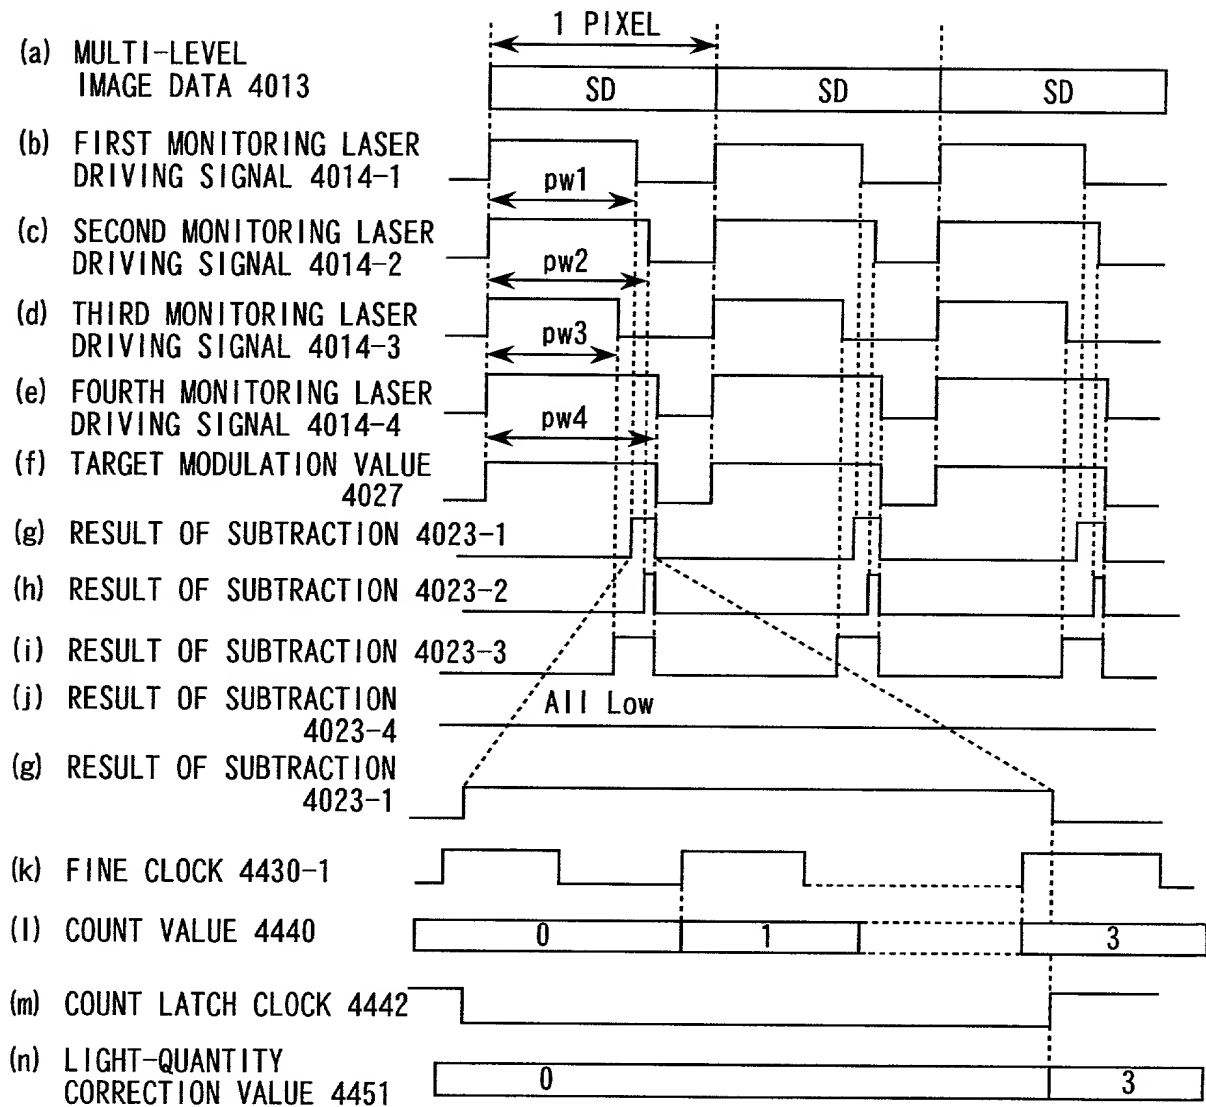 1 PIXEL
(a) MULTI-LEVEL
IMAGE DATA 4013
SD SD SD
(b) FIRST MONITORING LASER
DRIVING SIGNAL 4014-1
pw1
(c) SECOND MONITORING LASER
DRIVING SIGNAL 4014-2
pw2
(d) THIRD MONITORING LASER
DRIVING SIGNAL 4014-3
pw3
(e) FOURTH MONITORING LASER
DRIVING SIGNAL 4014-4
pw4
(f) TARGET MODULATION VALUE
4027
(g) RESULT OF SUBTRACTION 4023-1
(h) RESULT OF SUBTRACTION 4023-2
(i) RESULT OF SUBTRACTION 4023-3
(j) RESULT OF SUBTRACTION
4023-4
All Low
(g) RESULT OF SUBTRACTION
4023-1
(k) FINE CLOCK 4430-1
(l) COUNT VALUE 4440
0 1 3
(m) COUNT LATCH CLOCK 4442
(n) LIGHT-QUANTITY
CORRECTION VALUE 4451
0 3